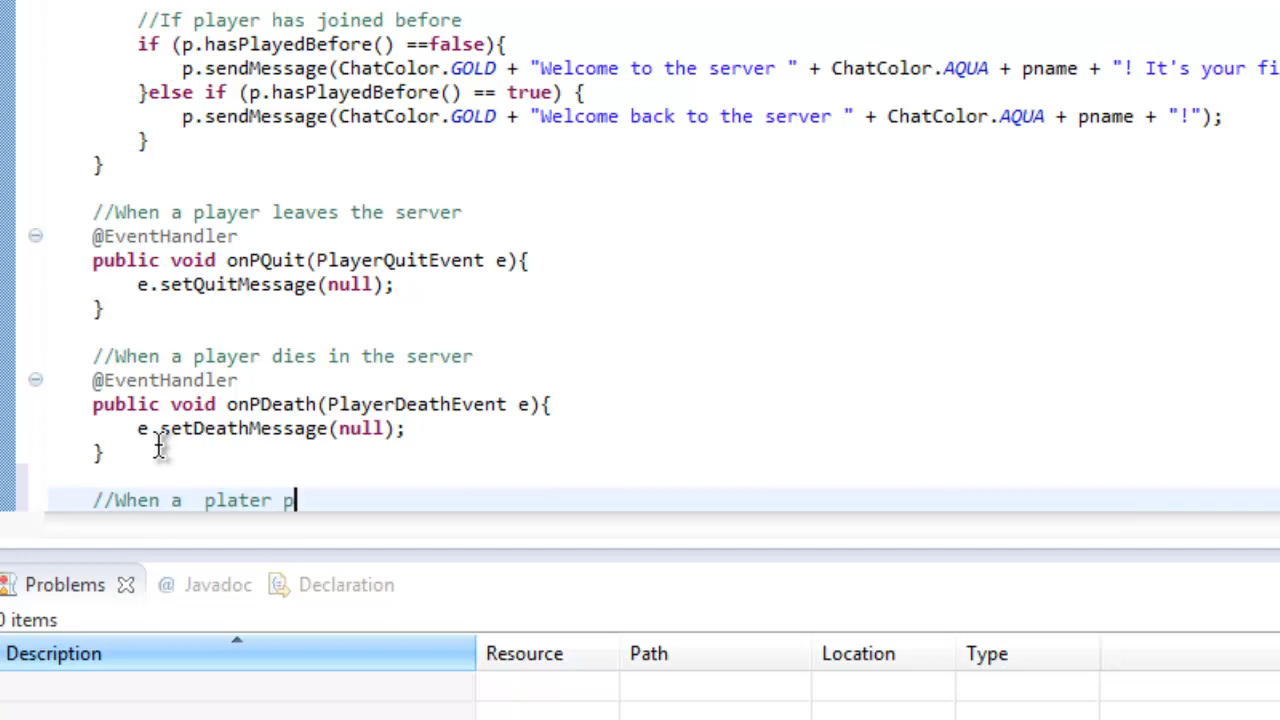 //If player has joined before
if (p.hasPlayedBefore() ==false){
p.sendMessage(ChatColor.GOLD + "Welcome to the server " + ChatColor.AQUA + pname + "! It's your fi
}else if (p.hasPlayedBefore() == true) {
p.sendMessage(ChatColor.GOLD + "Welcome back to the server " + ChatColor.AQUA + pname + "!");
}
}
//When a player leaves the server
@EventHandler
public void onPQuit(PlayerQuitEvent e){
e.setQuitMessage(null);
}
//When a player dies in the server
@EventHandler
public void onPDeath(PlayerDeathEvent e){
e.setDeathMessage(null);
}
//When a  plater p
Problems @ Javadoc Declaration
0 items
Description Resource Path Location Type